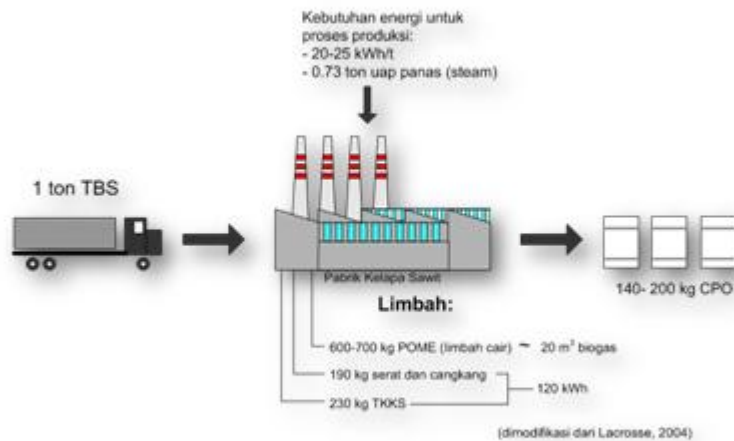 Kebutuhan energi untuk
proses produksi:
- 20-25 kWh/t
- 0.73 ton uap panas (steam)
1 ton TBS
Pabrik Kelapa Sawit
140- 200 kg CPO
Limbah:
600-700 kg POME (limbah cair) ~ 20 m³ biogas
190 kg serat dan cangkang
120 kWh
230 kg TKKS
(dimodifikasi dari Lacrosse, 2004)